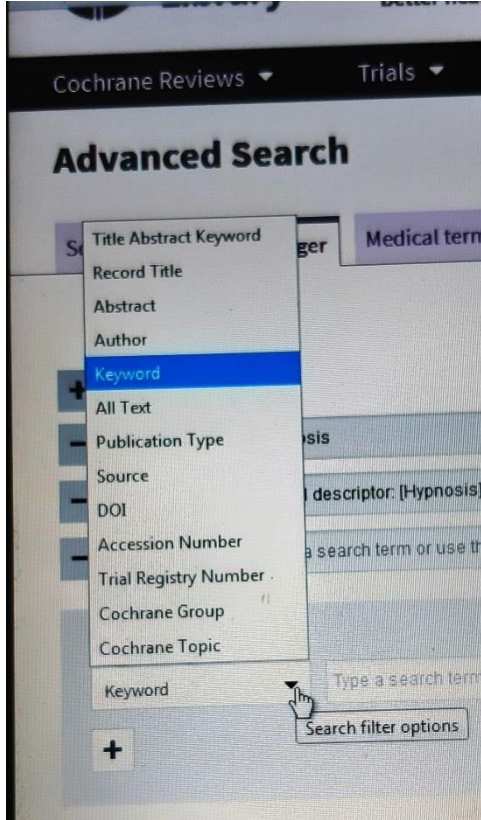 Cochrane Reviews
Trials
Advanced Search
Title Abstract Keyword
ger
Medical term
Record Title
Abstract
Author
Keyword
All Text
Publication Type
sis
Source
descriptor: [Hypnosis]
DOI
Accession Number
a search term or use th
Trial Registry Number
Cochrane Group
Cochrane Topic
Keyword
Type a search term
Search filter options